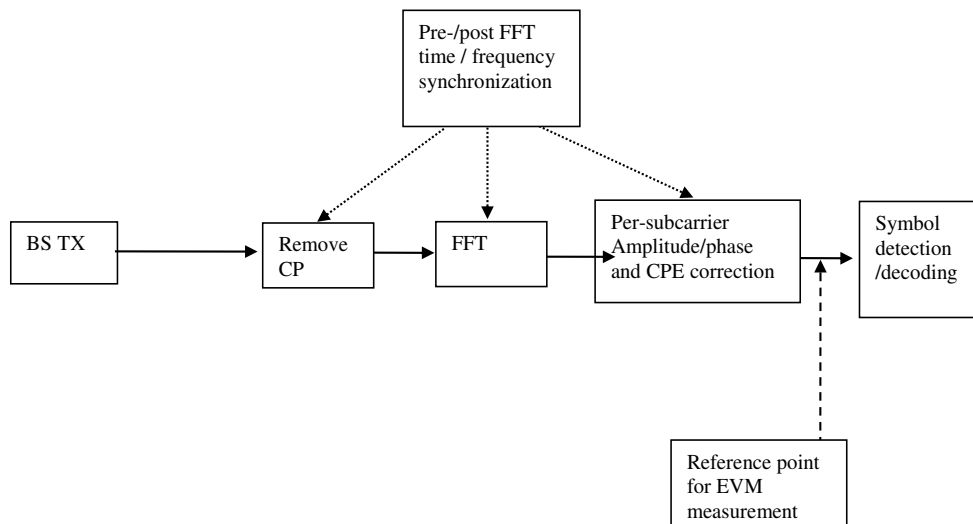 Pre-/post FFT
time / frequency
synchronization
BS TX
Remove
CP
FFT
Per-subcarrier
Amplitude/phase
and CPE correction
Symbol
detection
/decoding
Reference point
for EVM
measurement